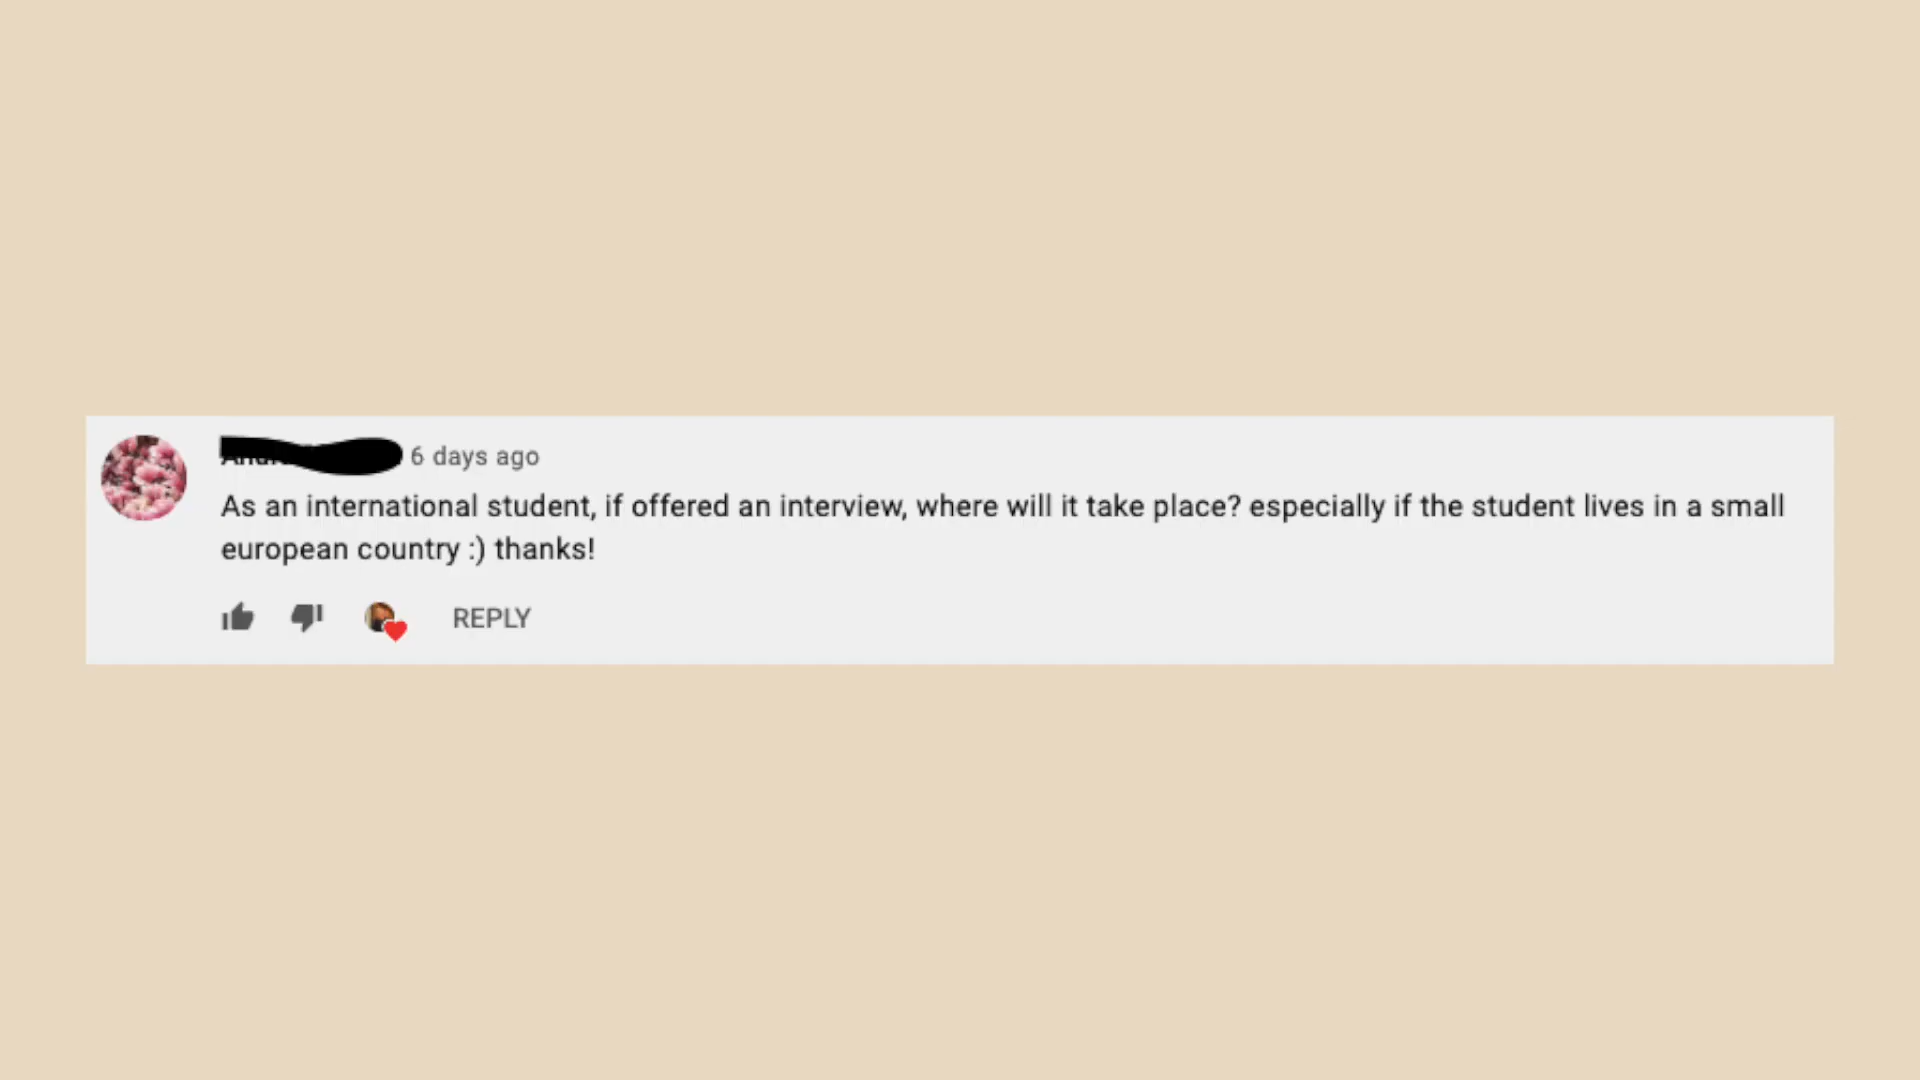 6 days ago
As an international student, if offered an interview, where will it take place? especially if the student lives in a small
european country :) thanks!
REPLY